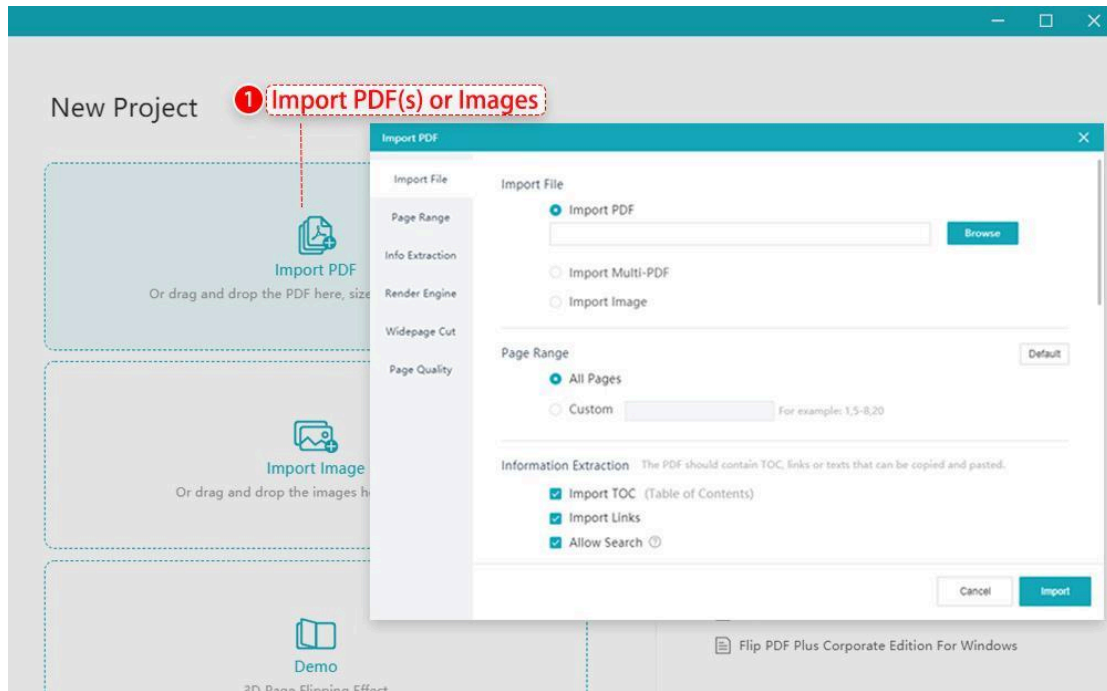 New Project
1 Import PDF(s) or Images
Import PDF
Or drag and drop the PDF here, size
Import Image
Or drag and drop the images h
Demo
3D Page Flipping Effect
Import PDF
Import File
Page Range
Info Extraction
Render Engine
Widepage Cut
Page Quality
Import File
Import PDF
Browse
Import Multi-PDF
Import Image
Page Range
Default
All Pages
Custom
For example: 1,5-8,20
Information Extraction The PDF should contain TOC, links or texts that can be copied and pasted.
Import TOC (Table of Contents)
Import Links
Allow Search
Cancel
Import
Flip PDF Plus Corporate Edition For Windows